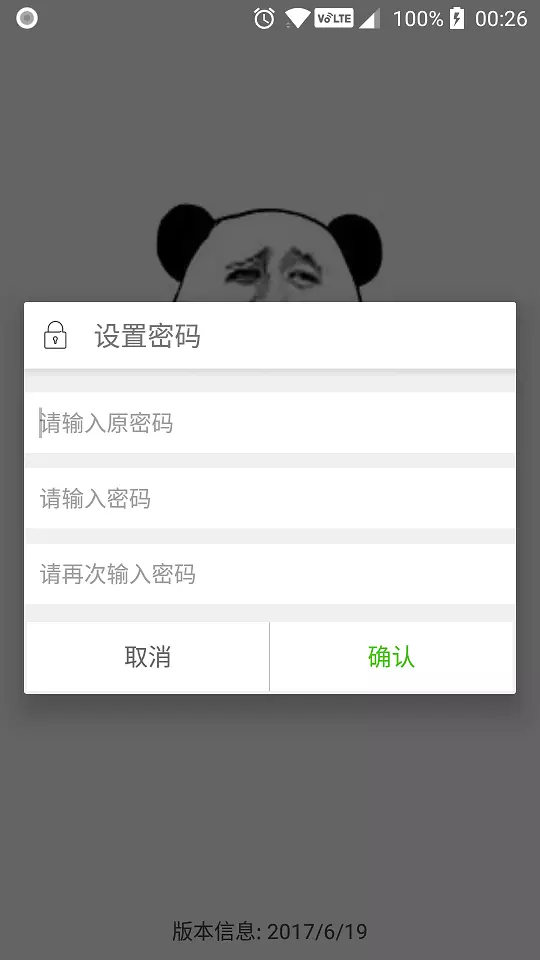 VoLTE 100% 00:26
设置密码
请输入原密码
请输入密码
请再次输入密码
取消 确认
版本信息: 2017/6/19